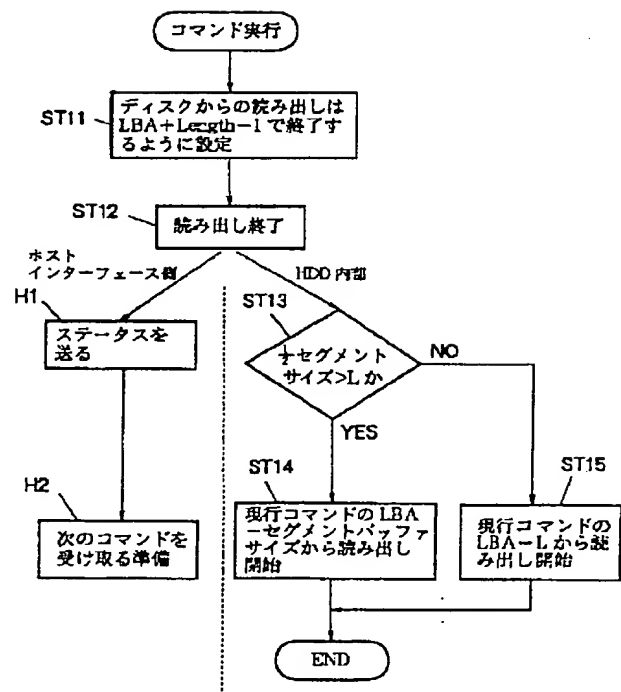 コマンド実行
ST11
ディスクからの読み出しは
LBA+Length-1で終了す
るように設定
ST12
読み出し終了
ホスト
インターフェース側
HDD 内部
H1
ステータスを
送る
ST13
1/2セグメント
サイズ>Lか
NO
YES
H2
次のコマンドを
受け取る準備
ST14
現行コマンドの LBA
−セグメントバッファ
サイズから読み出し
開始
ST15
現行コマンドの
LBA−L から読
み出し開始
END